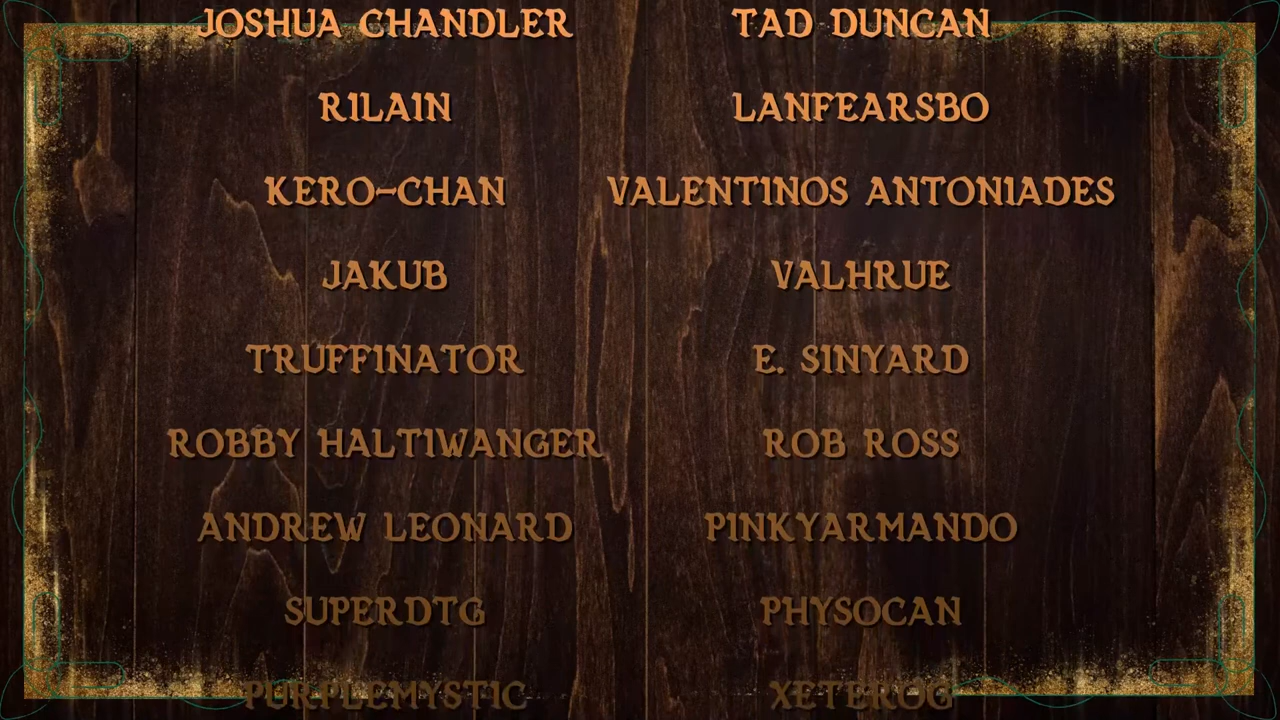 JOSHUA CHANDLER TAD DUNCAN
RILAIN LANFEARSBO
KERO-CHAN VALENTINOS ANTONIADES
JAKUB VALHRUE
TRUFFINATOR E. SINYARD
ROBBY HALTIWANGER ROB ROSS
ANDREW LEONARD PINKYARMANDO
SUPERDTG PHYSOCAN
PURPLEMYSTIC XETEROG